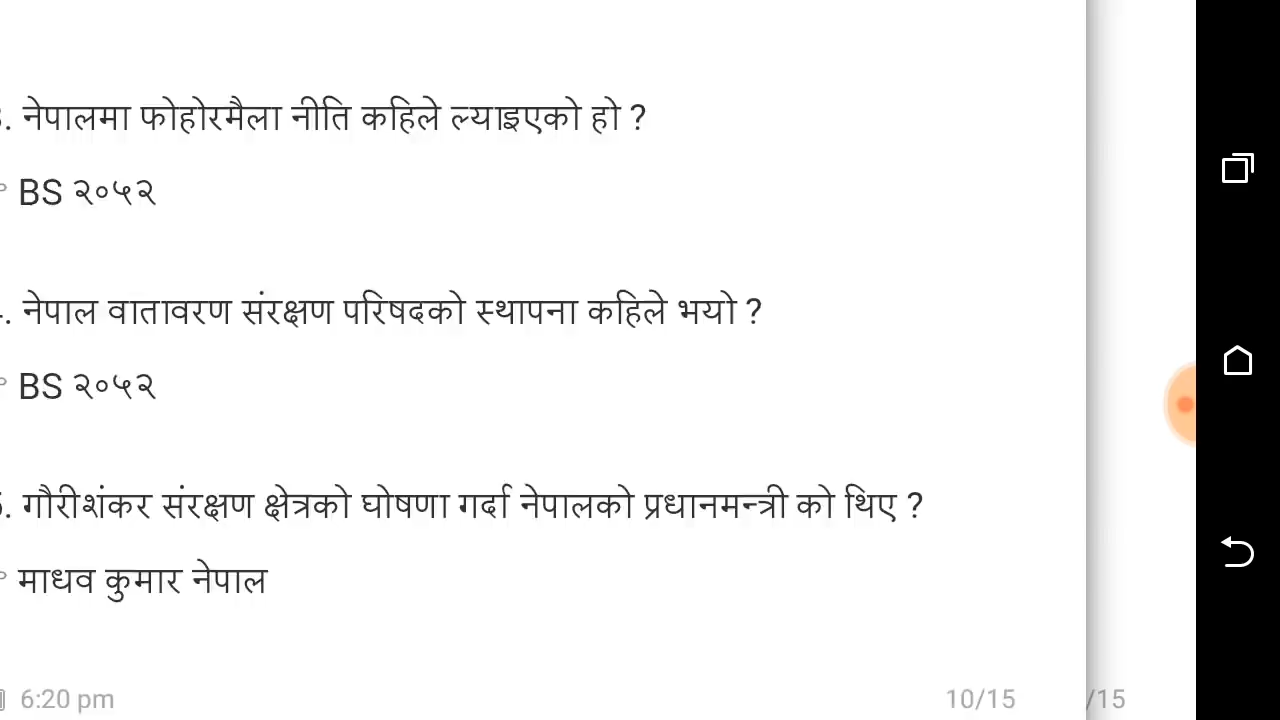 . नेपालमा फोहोरमैला नीति कहिले ल्याइएको हो ?
BS २०५२
. नेपाल वातावरण संरक्षण परिषदको स्थापना कहिले भयो ?
BS २०५२
. गौरीशंकर संरक्षण क्षेत्रको घोषणा गर्दा नेपालको प्रधानमन्त्री को थिए ?
माधव कुमार नेपाल
6:20 pm 10/15 /15